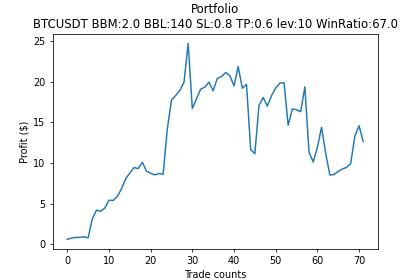 Portfolio
BTCUSDT BBM:2.0 BBL:140 SL:0.8 TP:0.6 lev:10 WinRatio:67.0
25
20
15
10
5
0
Profit ($)
0 10 20 30 40 50 60 70
Trade counts